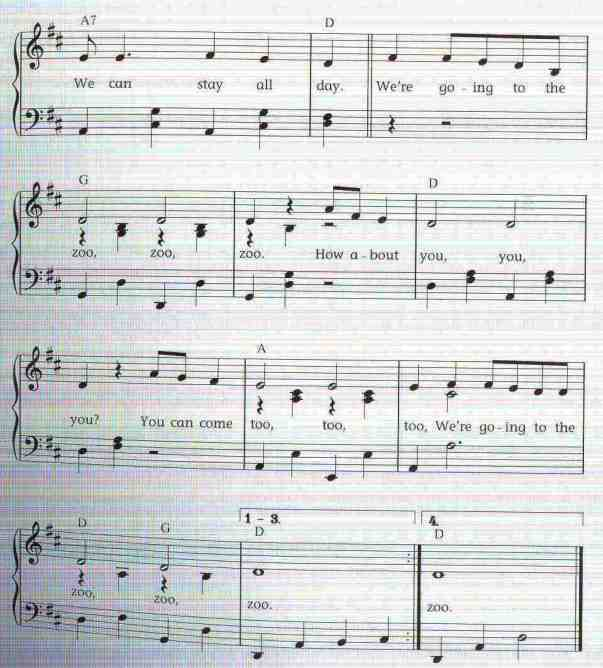 A7 D
We can stay all day. We're go - ing to the
G D
zoo, zoo, zoo. How a - bout you, you,
A
you? You can come too, too, too, We're go - ing to the
1 - 3. 4.
D G D D
zoo, zoo, zoo. zoo.